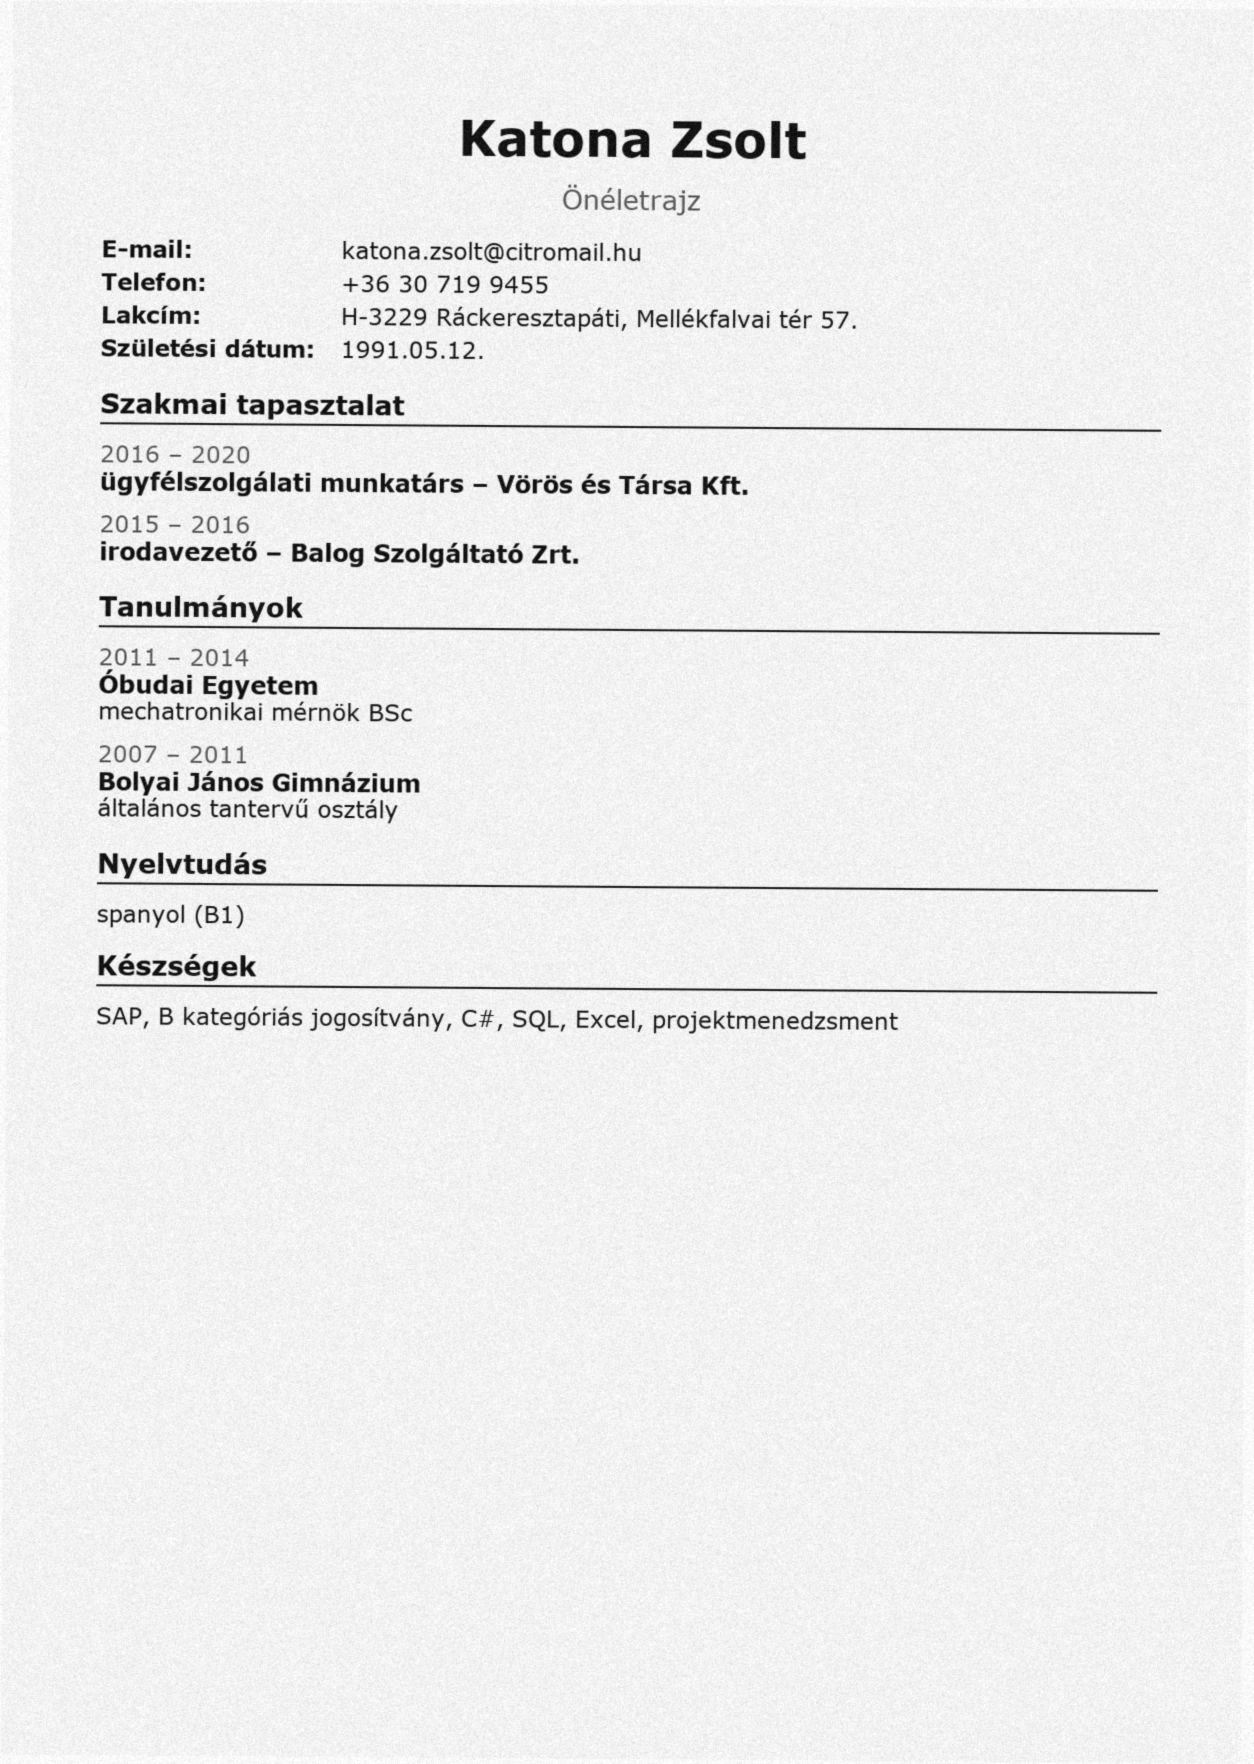 Katona Zsolt
Önéletrajz
E-mail: katona.zsolt@citromail.hu
Telefon: +36 30 719 9455
Lakcím: H-3229 Ráckeresztapáti, Mellékfalvai tér 57.
Születési dátum: 1991.05.12.
Szakmai tapasztalat
2016 – 2020
ügyfélszolgálati munkatárs – Vörös és Társa Kft.
2015 – 2016
irodavezető – Balog Szolgáltató Zrt.
Tanulmányok
2011 – 2014
Óbudai Egyetem
mechatronikai mérnök BSc
2007 – 2011
Bolyai János Gimnázium
általános tantervű osztály
Nyelvtudás
spanyol (B1)
Készségek
SAP, B kategóriás jogosítvány, C#, SQL, Excel, projektmenedzsment